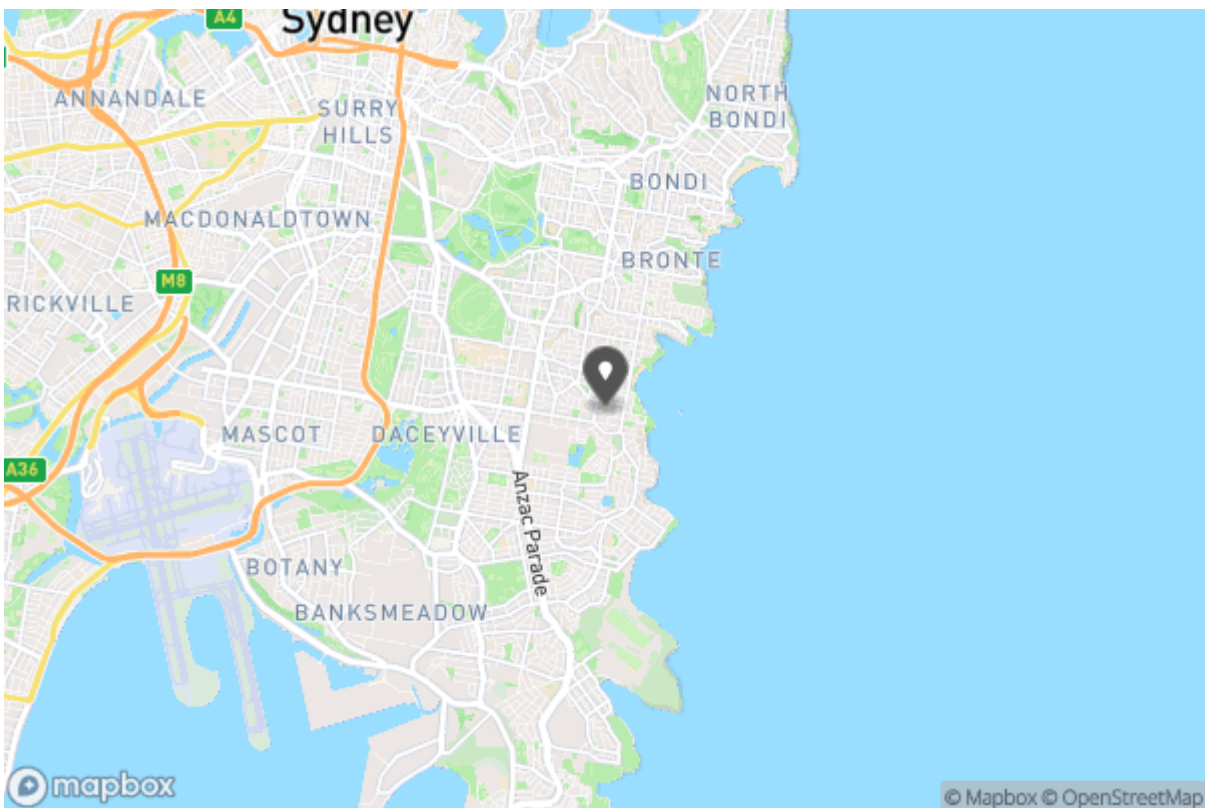 A4
Sydney
ANNANDALE
SURRY
HILLS
NORTH
BONDI
BONDI
MACDONALDTOWN
BRONTE
M8
RICKVILLE
MASCOT
DACEYVILLE
A36
Anzac Parade
BOTANY
BANKSMEADOW
mapbox
© Mapbox © OpenStreetMap